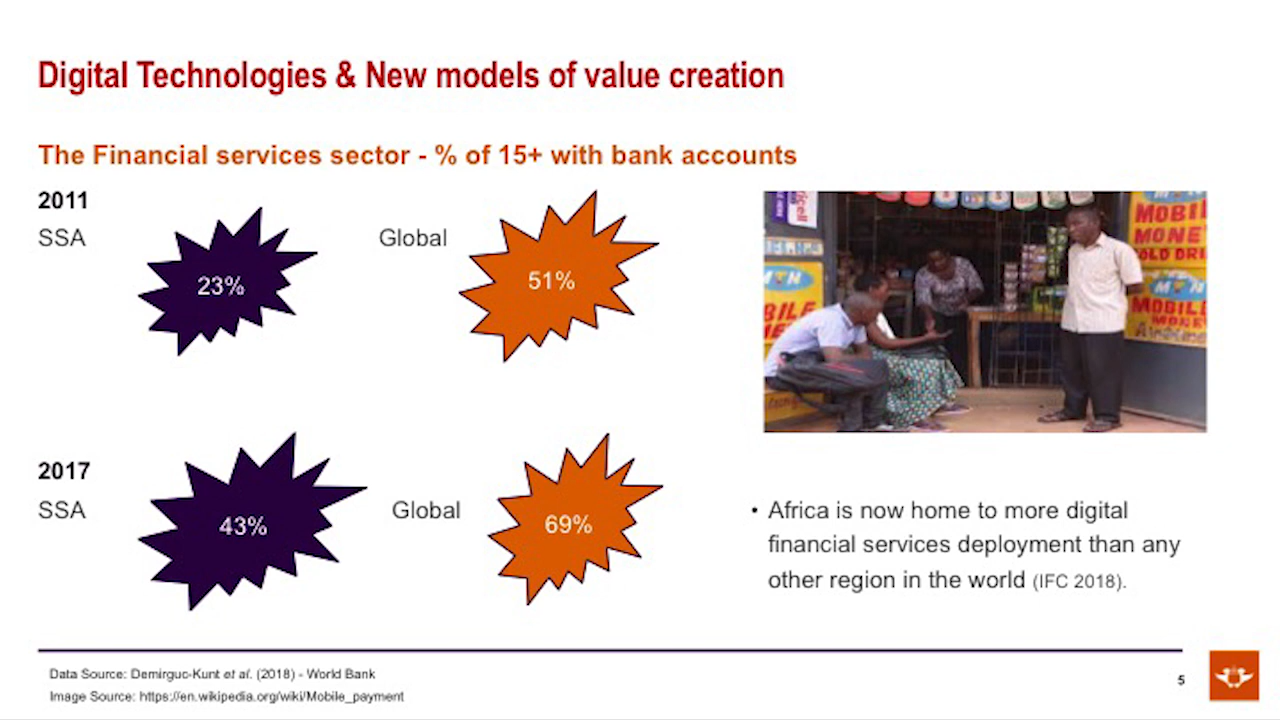 Digital Technologies & New models of value creation
The Financial services sector - % of 15+ with bank accounts
2011
SSA
23%
Global
51%
2017
SSA
43%
Global
69%
MTN
MOBILE
MTN
MOBILE
MONEY
• Africa is now home to more digital
financial services deployment than any
other region in the world (IFC 2018).
Data Source: Demirguc-Kunt et al. (2018) - World Bank
Image Source: https://en.wikipedia.org/wiki/Mobile_payment
5